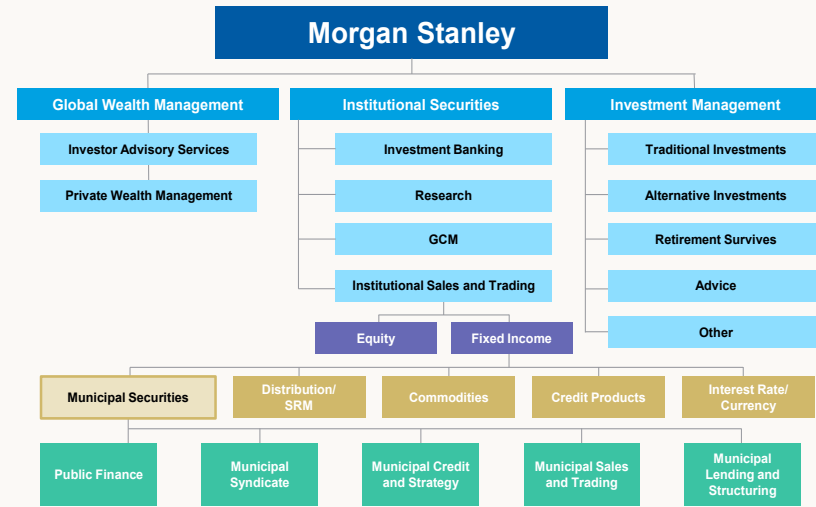 Morgan Stanley
Global Wealth Management
Institutional Securities
Investment Management
Investor Advisory Services
Investment Banking
Traditional Investments
Private Wealth Management
Research
Alternative Investments
GCM
Retirement Survives
Institutional Sales and Trading
Advice
Equity
Fixed Income
Other
Municipal Securities
Distribution/
SRM
Commodities
Credit Products
Interest Rate/
Currency
Public Finance
Municipal
Syndicate
Municipal Credit
and Strategy
Municipal Sales
and Trading
Municipal
Lending and
Structuring